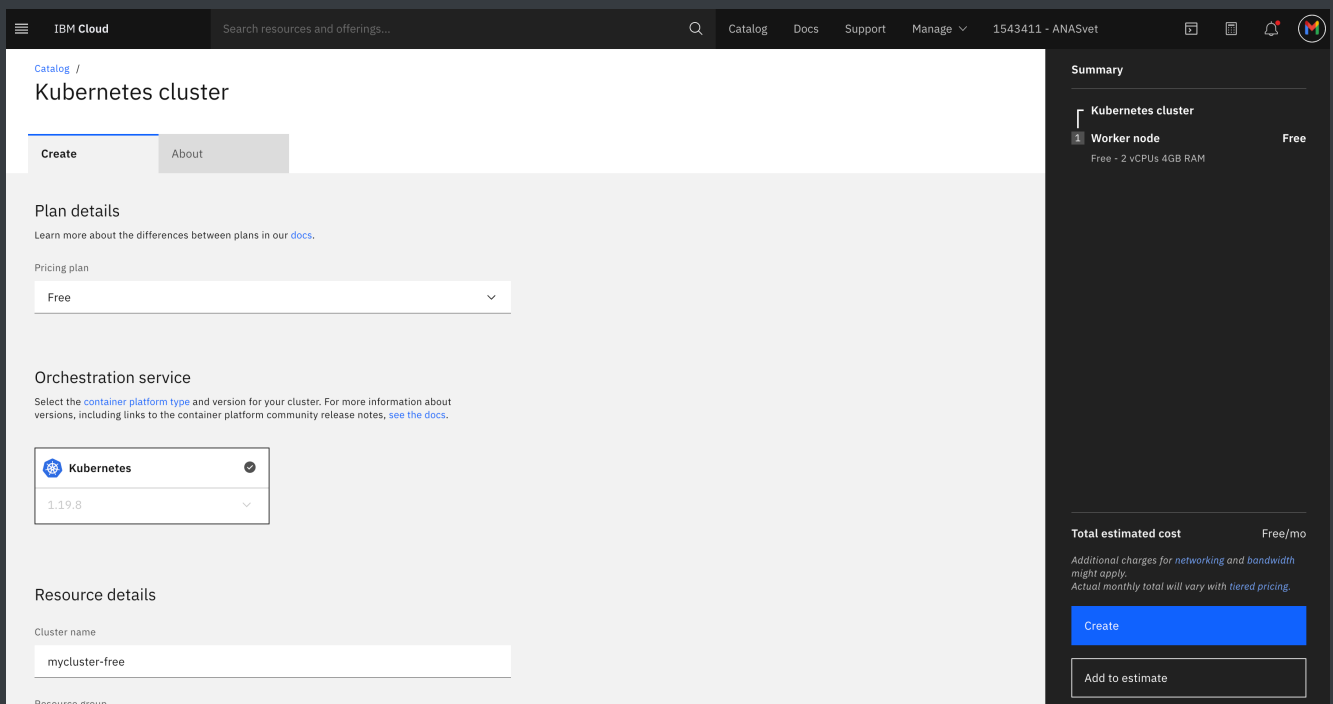 IBM Cloud
Search resources and offerings...
Catalog
Docs
Support
Manage
1543411 - ANASvet
Catalog /
Kubernetes cluster
Create
About
Plan details
Learn more about the differences between plans in our docs.
Pricing plan
Free
Orchestration service
Select the container platform type and version for your cluster. For more information about
versions, including links to the container platform community release notes, see the docs.
Kubernetes
1.19.8
Resource details
Cluster name
mycluster-free
Resource group
Summary
Kubernetes cluster
1 Worker node Free
Free - 2 vCPUs 4GB RAM
Total estimated cost Free/mo
Additional charges for networking and bandwidth
might apply.
Actual monthly total will vary with tiered pricing.
Create
Add to estimate